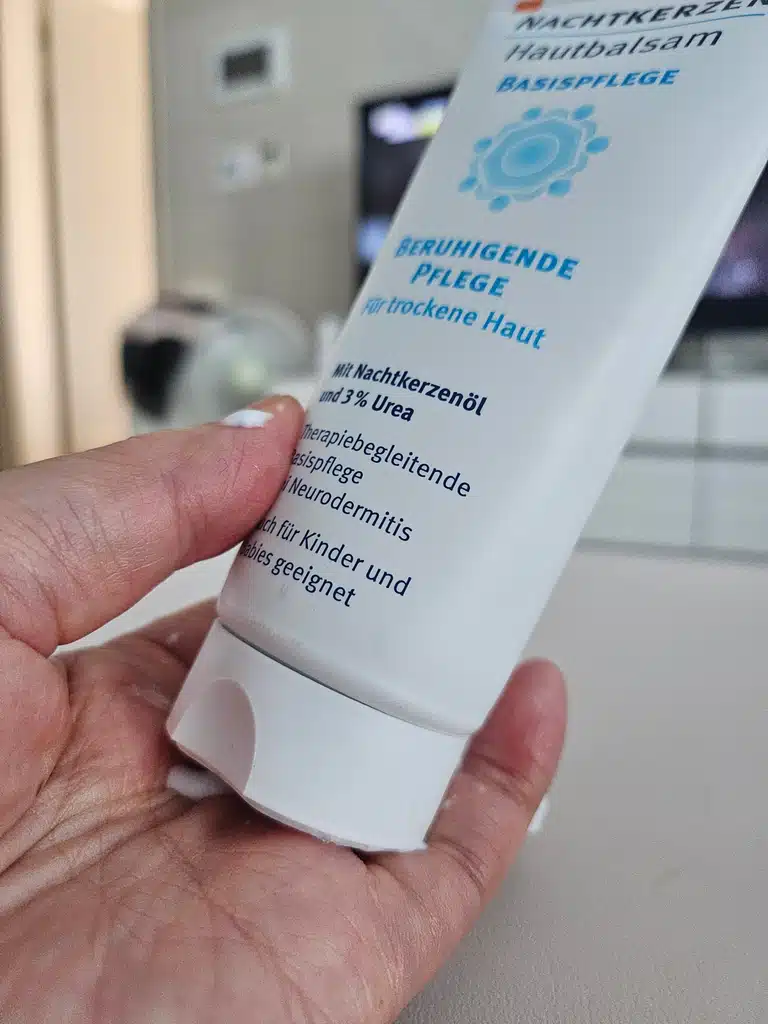 Hautbalsam
BASISPFLEGE
BERUHIGENDE
PFLEGE
Für trockene Haut
Mit Nachtkerzenöl
und 3 % Urea
Therapiebegleitende
Basispflege
Neurodermitis
für Kinder und
Babies geeignet